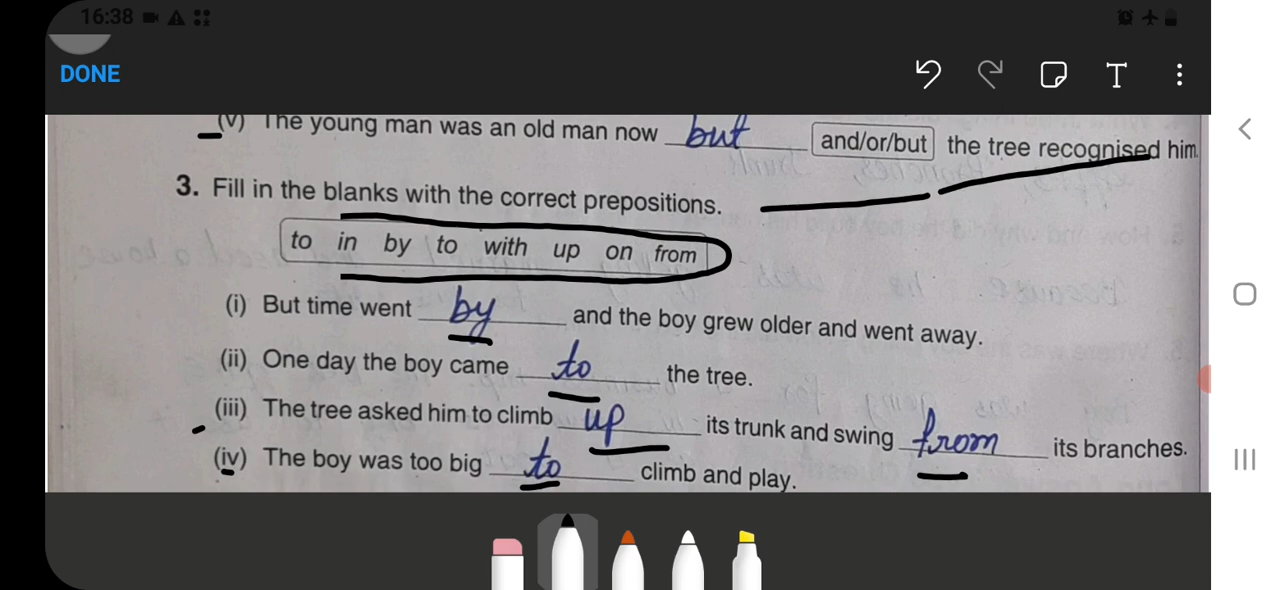 16:38
DONE
T
(v) The young man was an old man now but and/or/but the tree recognised him.
3. Fill in the blanks with the correct prepositions.
to in by to with up on from
(i) But time went by and the boy grew older and went away.
(ii) One day the boy came to the tree.
(iii) The tree asked him to climb up its trunk and swing from its branches.
(iv) The boy was too big to climb and play.